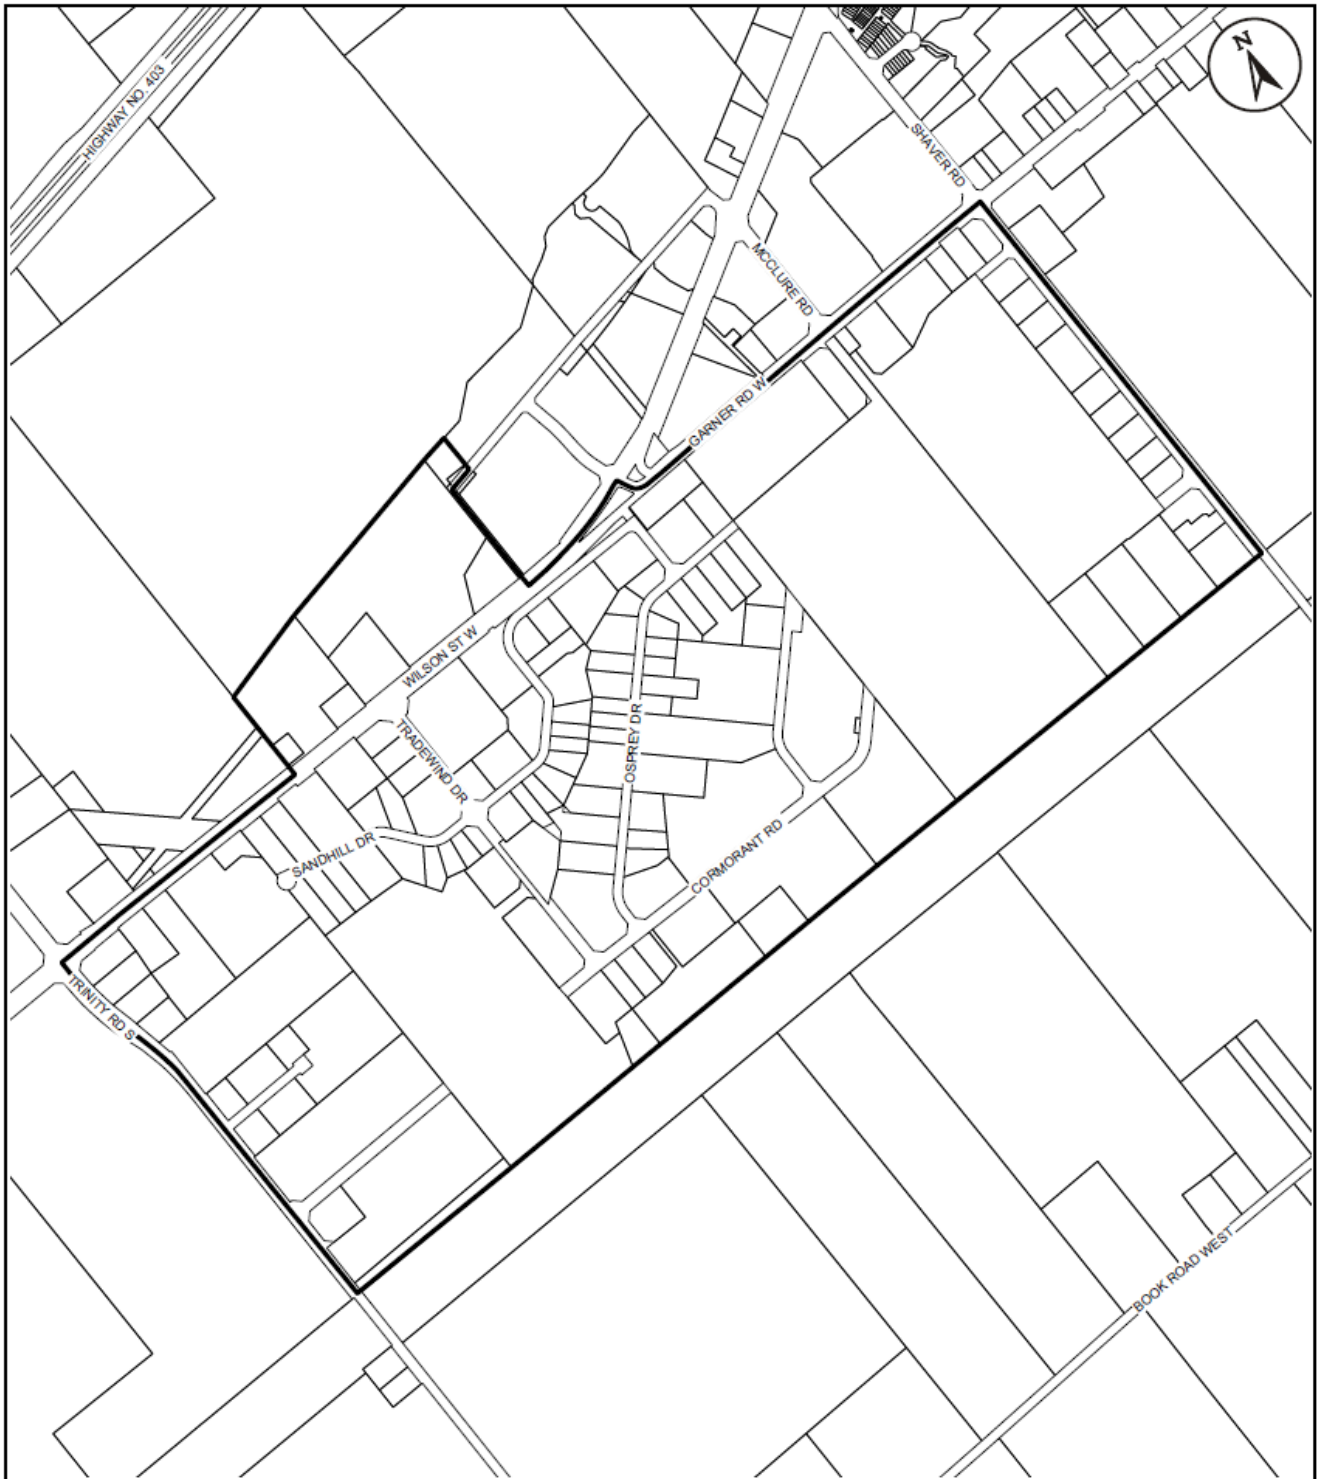 N
HIGHWAY NO. 403
SHAVER RD
MCCLURE RD
GARNER RD W
WILSON ST W
TRADEWIND DR
OSPREY DR
SANDHILL DR
CORMORANT RD
TRINITY RD S
BOOK ROAD WEST